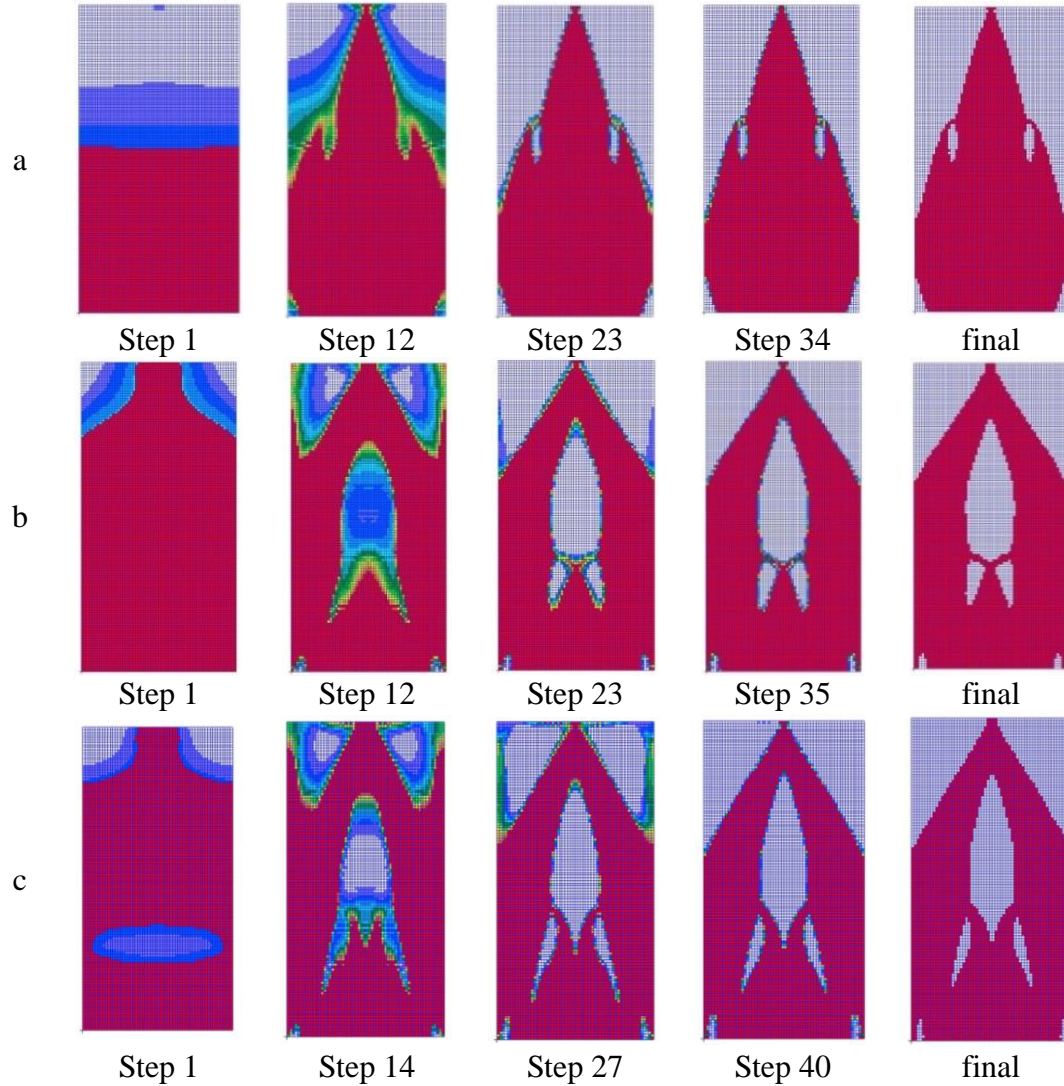 a
Step 1 Step 12 Step 23 Step 34 final
b
Step 1 Step 12 Step 23 Step 35 final
c
Step 1 Step 14 Step 27 Step 40 final